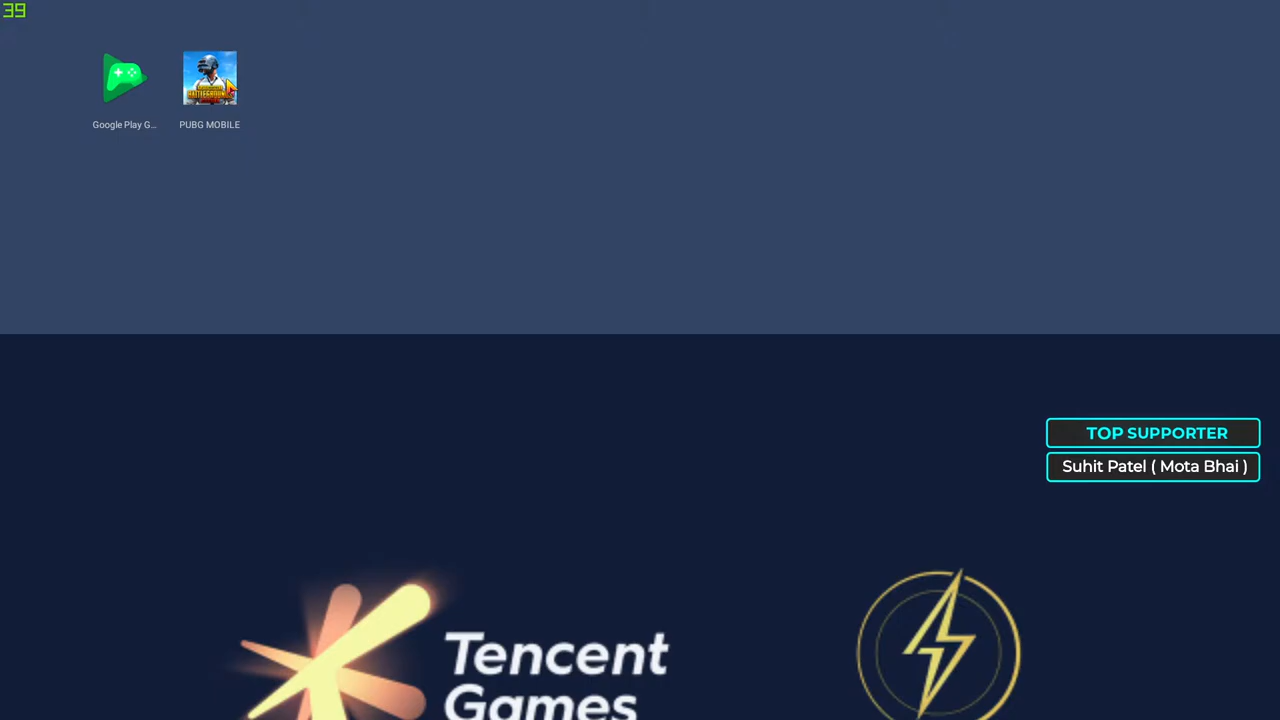 39
Google Play G...
PUBG MOBILE
TOP SUPPORTER
Suhit Patel ( Mota Bhai )
Tencent
Games